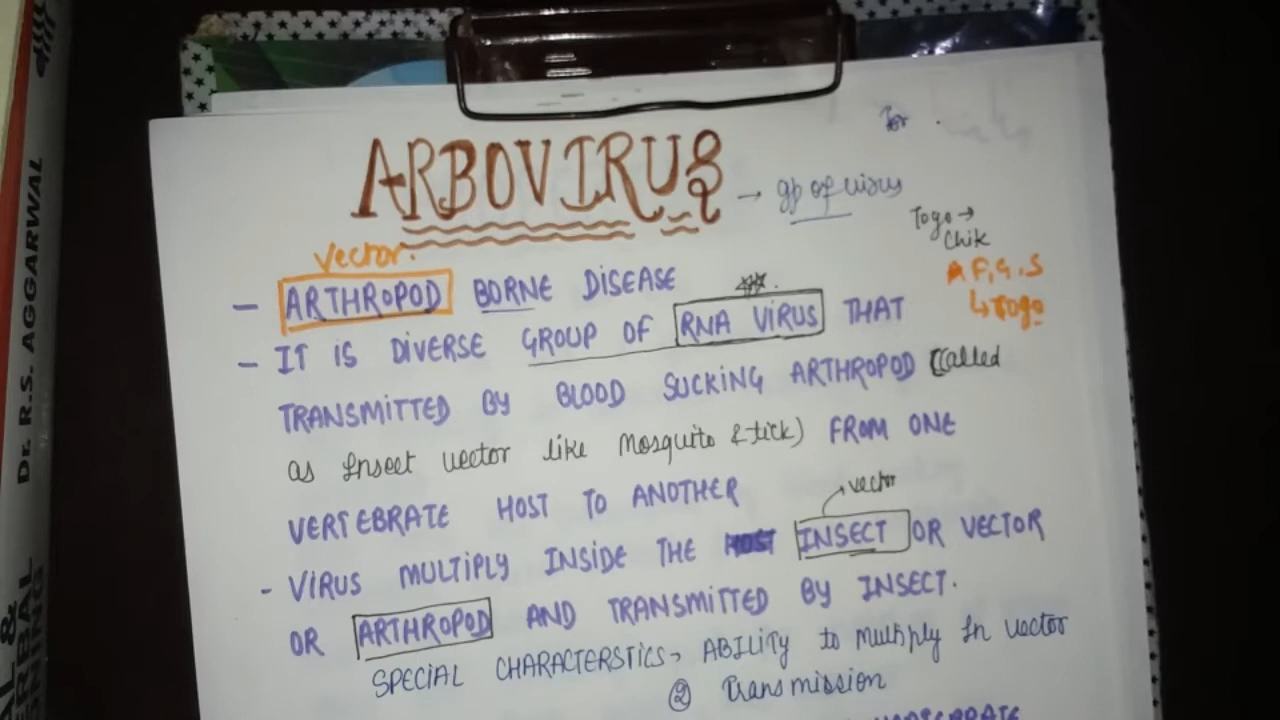 ARBOVIRUS → gp of virus
Togo →
Chik
Vector.
A F, G, S
↳ Togo
- ARTHROPOD BORNE DISEASE
- IT IS DIVERSE GROUP OF RNA VIRUS THAT
TRANSMITTED BY BLOOD SUCKING ARTHROPOD (Called
as Insect vector like Mosquito & tick) FROM ONE
VERTEBRATE HOST TO ANOTHER
→ vector
- VIRUS MULTIPLY INSIDE THE INSECT OR VECTOR
OR ARTHROPOD AND TRANSMITTED BY INSECT.
SPECIAL CHARACTERSTICS → ABILITY to Multiply In vector
② Transmission
DR. R.S. AGGARWAL